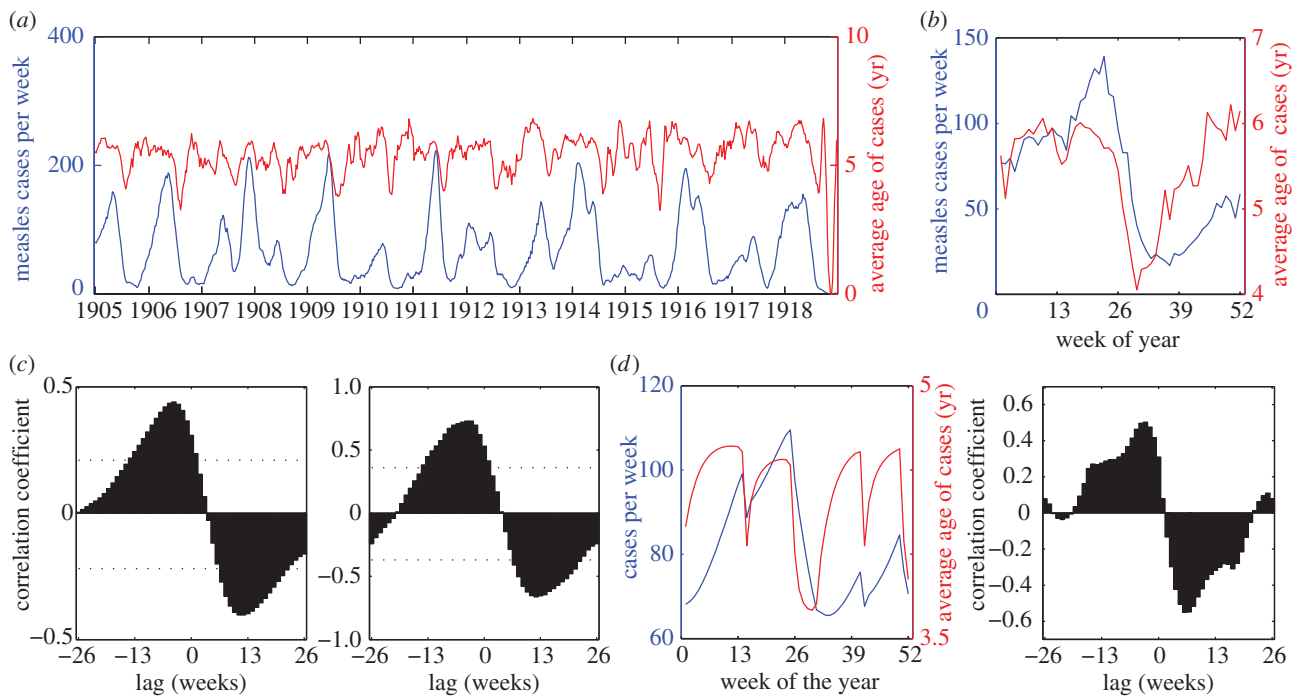 (a)
400
200
0
measles cases per week
10
5
0
average age of cases (yr)
1905 1906 1907 1908 1909 1910 1911 1912 1913 1914 1915 1916 1917 1918
(b)
150
100
50
0
measles cases per week
7
6
5
4
average age of cases (yr)
13 26 39 52
week of year
(c)
0.5
0
−0.5
correlation coefficient
−26 −13 0 13 26
lag (weeks)
1.0
0.5
0
−0.5
−1.0
−26 −13 0 13 26
lag (weeks)
(d)
120
100
80
60
cases per week
5
3.5
average age of cases (yr)
0 13 26 39 52
week of the year
0.6
0.4
0.2
0
−0.2
−0.4
−0.6
correlation coefficient
−26 −13 0 13 26
lag (weeks)